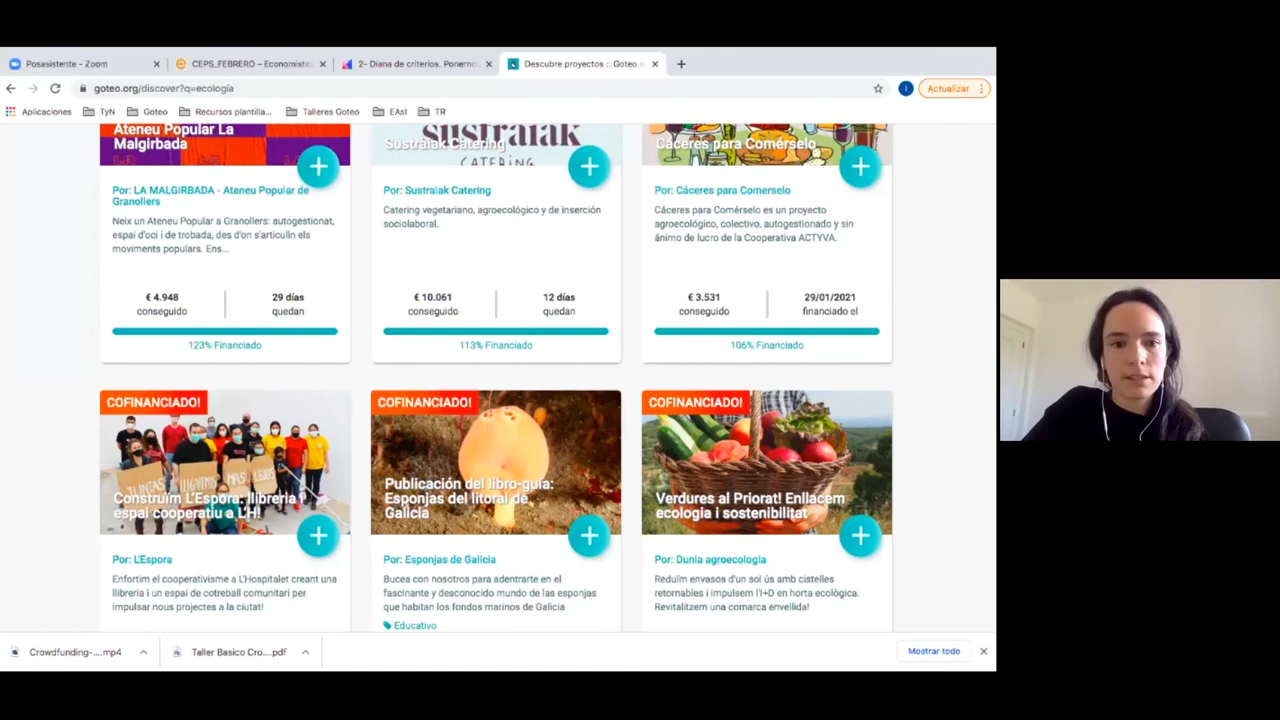 Posasistente - Zoom
CEPS_FEBRERO – Economistes
2- Diana de criterios. Ponernos
Descubre proyectos :: Goteo.o
goteo.org/discover?q=ecología
Actualizar
Aplicaciones
TyN
Goteo
Recursos plantilla...
Talleres Goteo
EAsI
TR
Ateneu Popular La
Malgirbada
Por: LA MALGIRBADA - Ateneu Popular de
Granollers
Neix un Ateneu Popular a Granollers: autogestionat,
espai d'oci i de trobada, des d'on s'articulin els
moviments populars. Ens...
€ 4.948
conseguido
29 días
quedan
123% Financiado
sustraiak
CATERING
Sustraiak Catering
Por: Sustraiak Catering
Catering vegetariano, agroecológico y de inserción
sociolaboral.
€ 10.061
conseguido
12 días
quedan
113% Financiado
Cáceres para Comérselo
Por: Cáceres para Comerselo
Cáceres para Comérselo es un proyecto
agroecológico, colectivo, autogestionado y sin
ánimo de lucro de la Cooperativa ACTYVA.
€ 3.531
conseguido
29/01/2021
financiado el
106% Financiado
COFINANCIADO!
JUNTAS
LLEGAMOS
MÁS LEJOS
Construïm L'Espora: llibreria i
espai cooperatiu a L'H!
Por: L'Espora
Enfortim el cooperativisme a L'Hospitalet creant una
llibreria i un espai de cotreball comunitari per
impulsar nous projectes a la ciutat!
COFINANCIADO!
Publicación del libro-guía:
Esponjas del litoral de
Galicia
Por: Esponjas de Galicia
Bucea con nosotros para adentrarte en el
fascinante y desconocido mundo de las esponjas
que habitan los fondos marinos de Galicia
Educativo
COFINANCIADO!
Verdures al Priorat! Enllacem
ecologia i sostenibilitat
Por: Dunia agroecologia
Reduïm envasos d'un sol ús amb cistelles
retornables i impulsem l'I+D en horta ecològica.
Revitalitzem una comarca envellida!
Crowdfunding-....mp4
Taller Basico Cro....pdf
Mostrar todo